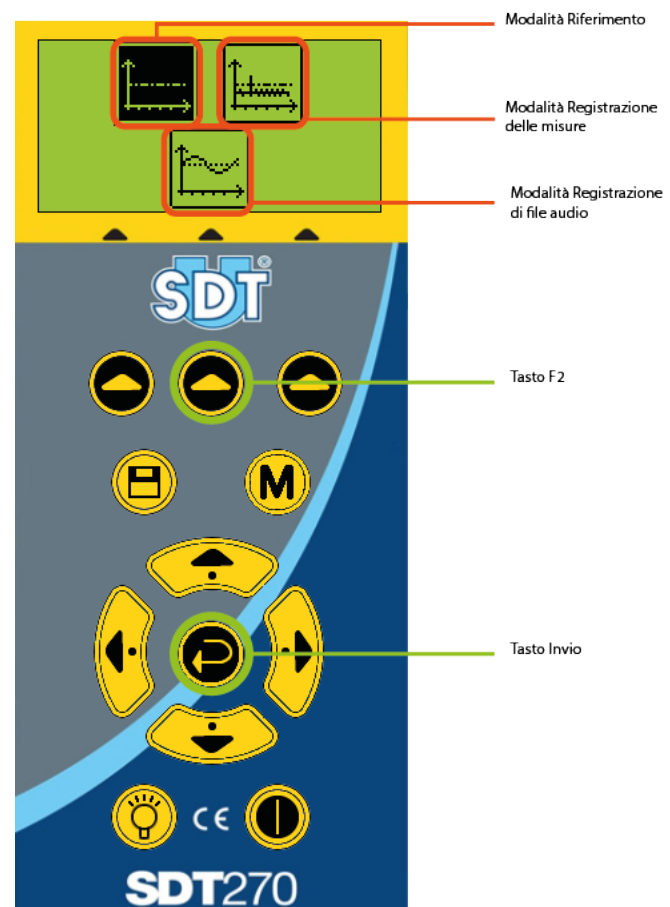 Modalità Riferimento
Modalità Registrazione
delle misure
Modalità Registrazione
di file audio
SDT®
Tasto F2
M
Tasto Invio
CE
SDT270